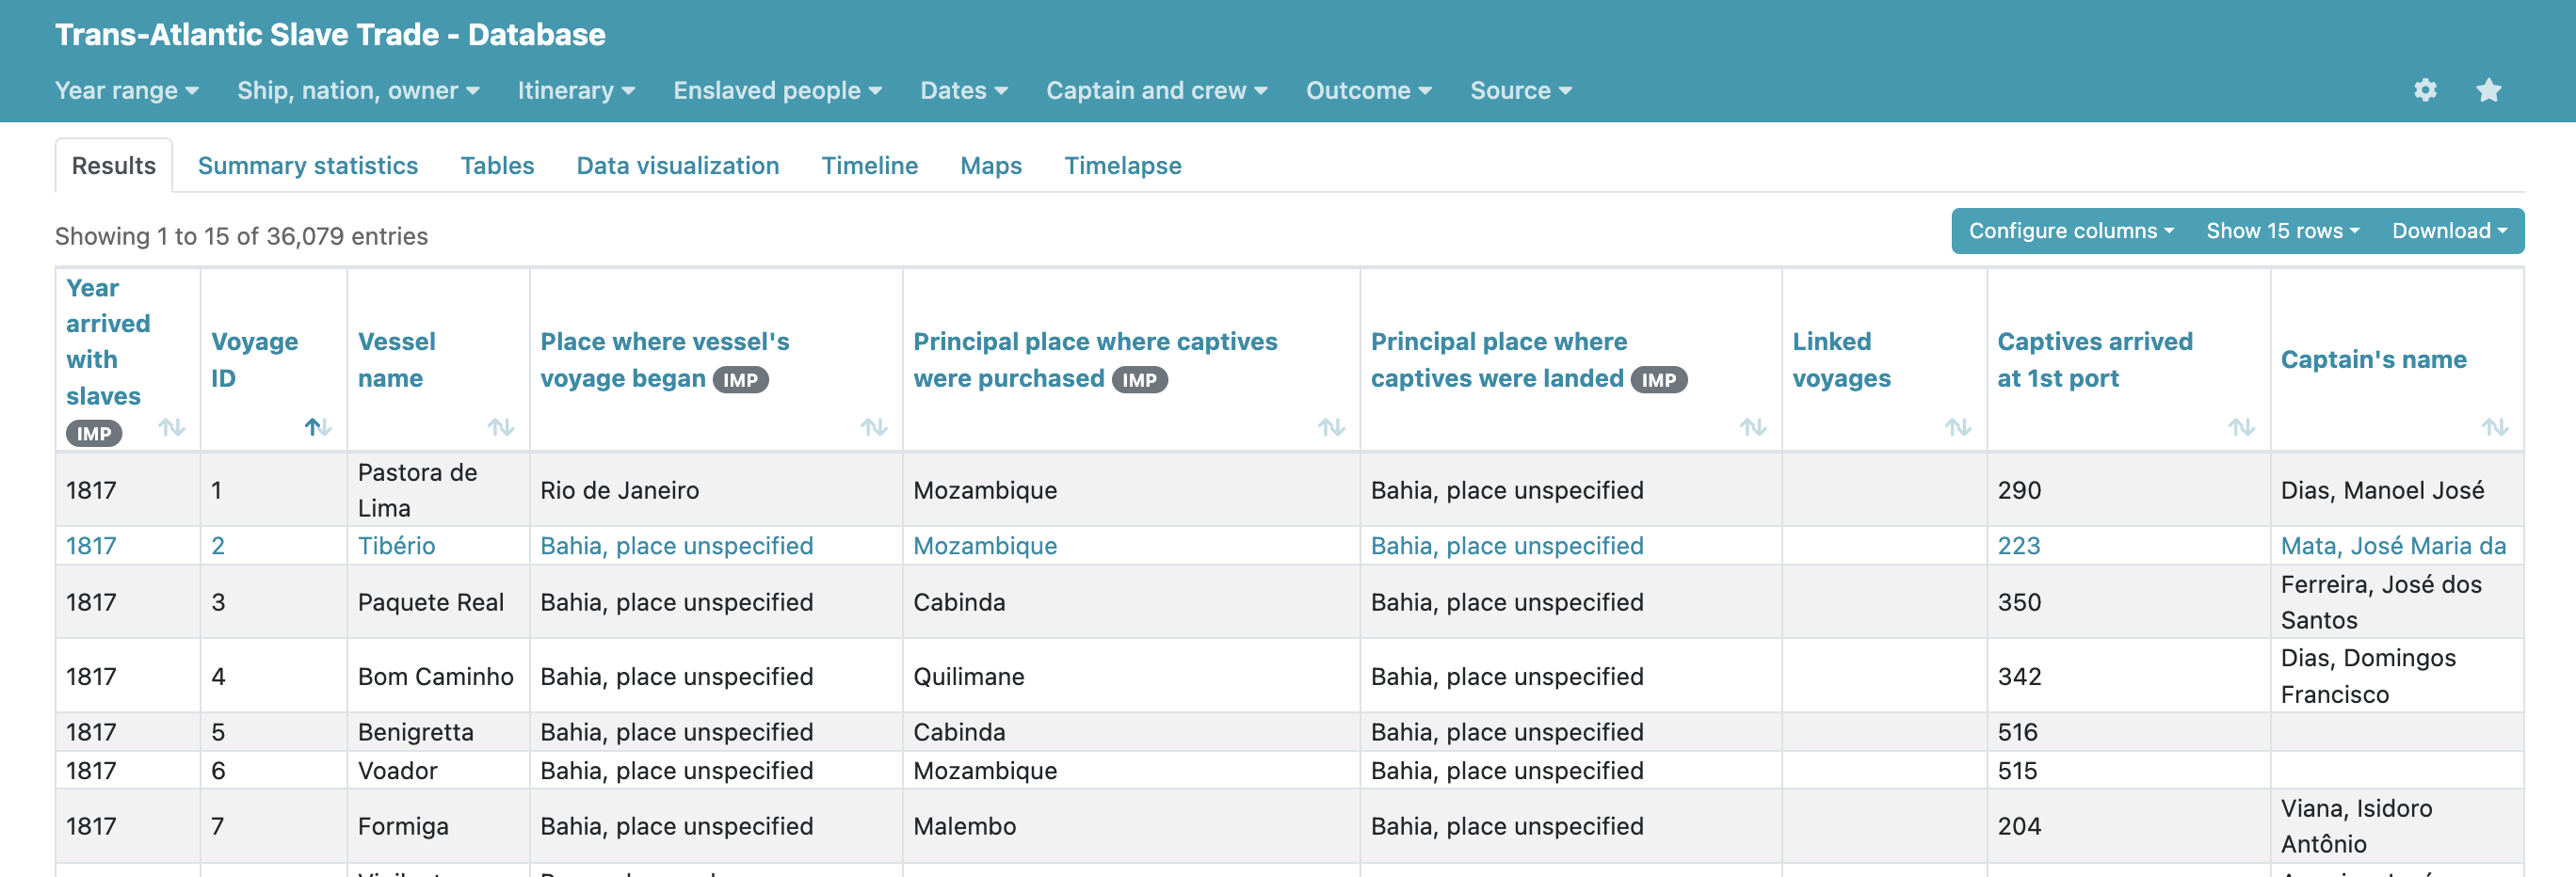 Trans-Atlantic Slave Trade - Database
Year range Ship, nation, owner Itinerary Enslaved people Dates Captain and crew Outcome Source
Results Summary statistics Tables Data visualization Timeline Maps Timelapse
Showing 1 to 15 of 36,079 entries
Configure columns Show 15 rows Download
Year arrived with slaves IMP
Voyage ID
Vessel name
Place where vessel's voyage began IMP
Principal place where captives were purchased IMP
Principal place where captives were landed IMP
Linked voyages
Captives arrived at 1st port
Captain's name
1817 1 Pastora de Lima Rio de Janeiro Mozambique Bahia, place unspecified 290 Dias, Manoel José
1817 2 Tibério Bahia, place unspecified Mozambique Bahia, place unspecified 223 Mata, José Maria da
1817 3 Paquete Real Bahia, place unspecified Cabinda Bahia, place unspecified 350 Ferreira, José dos Santos
1817 4 Bom Caminho Bahia, place unspecified Quilimane Bahia, place unspecified 342 Dias, Domingos Francisco
1817 5 Benigretta Bahia, place unspecified Cabinda Bahia, place unspecified 516
1817 6 Voador Bahia, place unspecified Mozambique Bahia, place unspecified 515
1817 7 Formiga Bahia, place unspecified Malembo Bahia, place unspecified 204 Viana, Isidoro Antônio